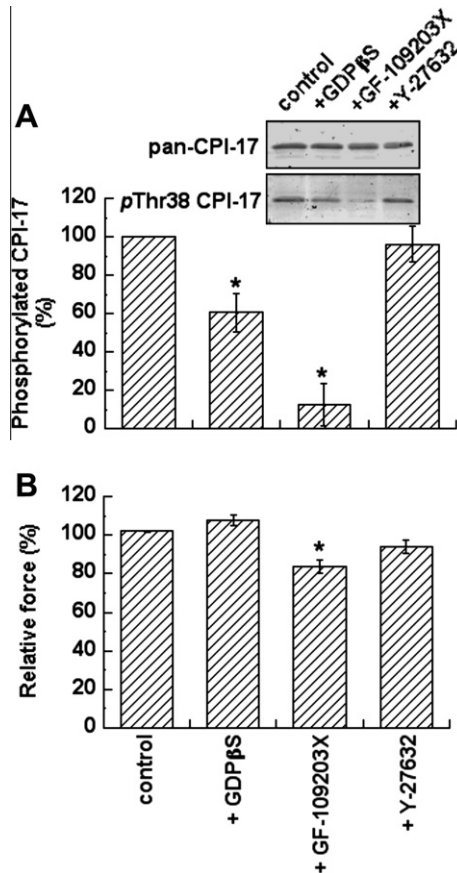 A
control
+GDPβS
+GF-109203X
+Y-27632
pan-CPI-17
pThr38 CPI-17
Phosphorylated CPI-17
(%)
120
100
80
60
40
20
0
*
*
B
Relative force (%)
120
100
80
60
40
20
0
*
control
+ GDPβS
+ GF-109203X
+ Y-27632